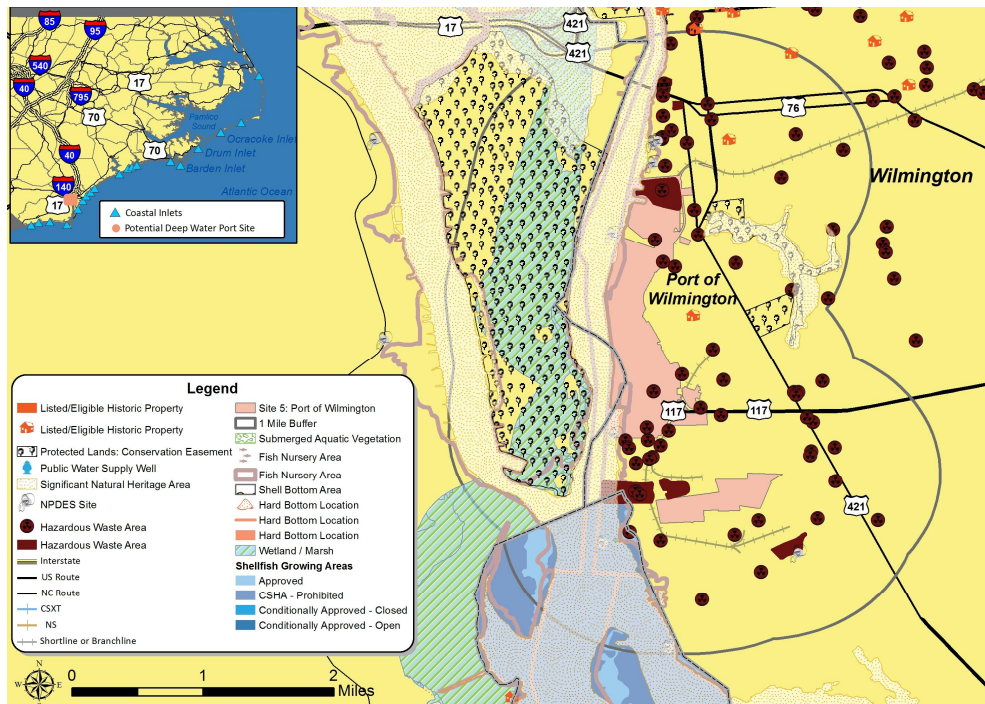 85
95
540
40
795
17
70
Pamlico
Sound
Ocracoke Inlet
Drum Inlet
70
Barden Inlet
40
140
Atlantic Ocean
17
Coastal Inlets
Potential Deep Water Port Site
17
421
421
76
Wilmington
Port of
Wilmington
117
117
421
Legend
Listed/Eligible Historic Property
Listed/Eligible Historic Property
Protected Lands: Conservation Easement
Public Water Supply Well
Significant Natural Heritage Area
NPDES Site
Hazardous Waste Area
Hazardous Waste Area
Interstate
US Route
NC Route
CSXT
NS
Shortline or Branchline
Site 5: Port of Wilmington
1 Mile Buffer
Submerged Aquatic Vegetation
Fish Nursery Area
Fish Nursery Area
Shell Bottom Area
Hard Bottom Location
Hard Bottom Location
Hard Bottom Location
Wetland / Marsh
Shellfish Growing Areas
Approved
CSHA - Prohibited
Conditionally Approved - Closed
Conditionally Approved - Open
N
W E
S
0 1 2
Miles